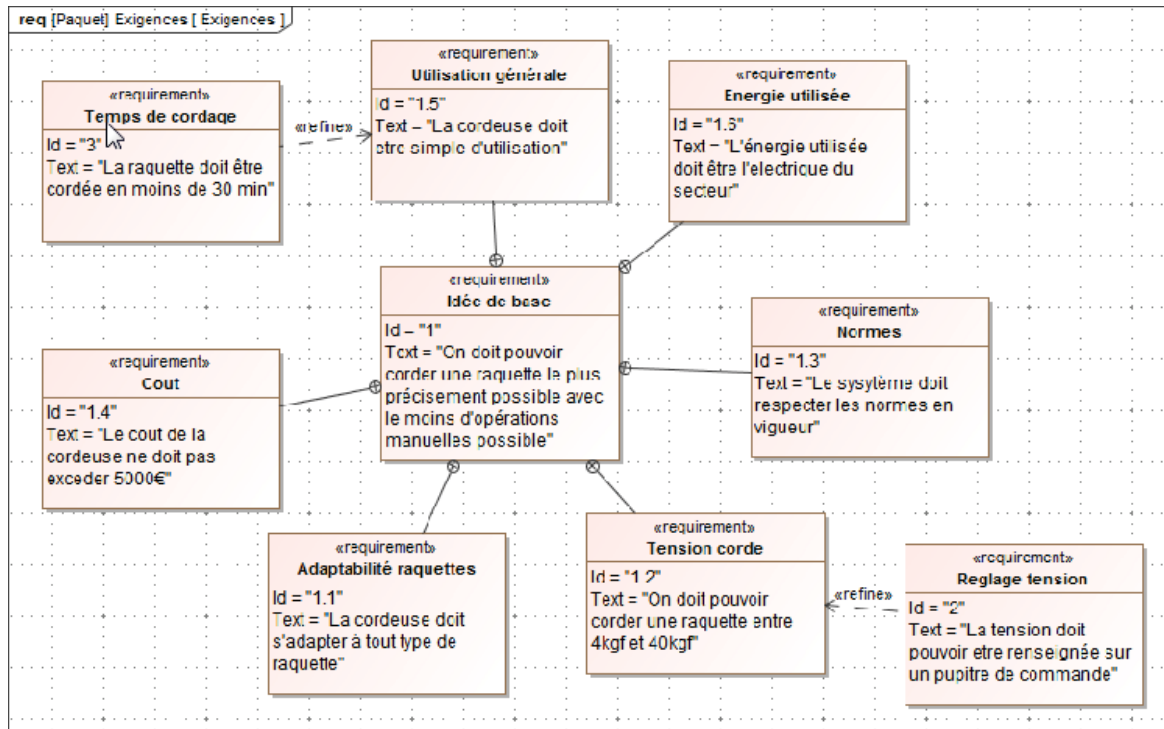 req [Paquet] Exigences [ Exigences ]
«requirement»
Utilisation générale
Id = "1.5"
Text = "La cordeuse doit
etre simple d'utilisation"
«requirement»
Energie utilisée
Id = "1.6"
Text = "L'énergie utilisée
doit être l'electrique du
secteur"
«requirement»
Temps de cordage
Id = "3"
Text = "La raquette doit être
cordée en moins de 30 min"
«refine»
«requirement»
Idée de base
Id = "1"
Text = "On doit pouvoir
corder une raquette le plus
précisement possible avec
le moins d'opérations
manuelles possible"
«requirement»
Normes
Id = "1.3"
Text = "Le sysytème doit
respecter les normes en
vigueur"
«requirement»
Cout
Id = "1.4"
Text = "Le cout de la
cordeuse ne doit pas
exceder 5000€"
«requirement»
Adaptabilité raquettes
Id = "1.1"
Text = "La cordeuse doit
s'adapter à tout type de
raquette"
«requirement»
Tension corde
Id = "1.2"
Text = "On doit pouvoir
corder une raquette entre
4kgf et 40kgf"
«refine»
«requirement»
Reglage tension
Id = "2"
Text = "La tension doit
pouvoir etre renseignée sur
un pupitre de commande"